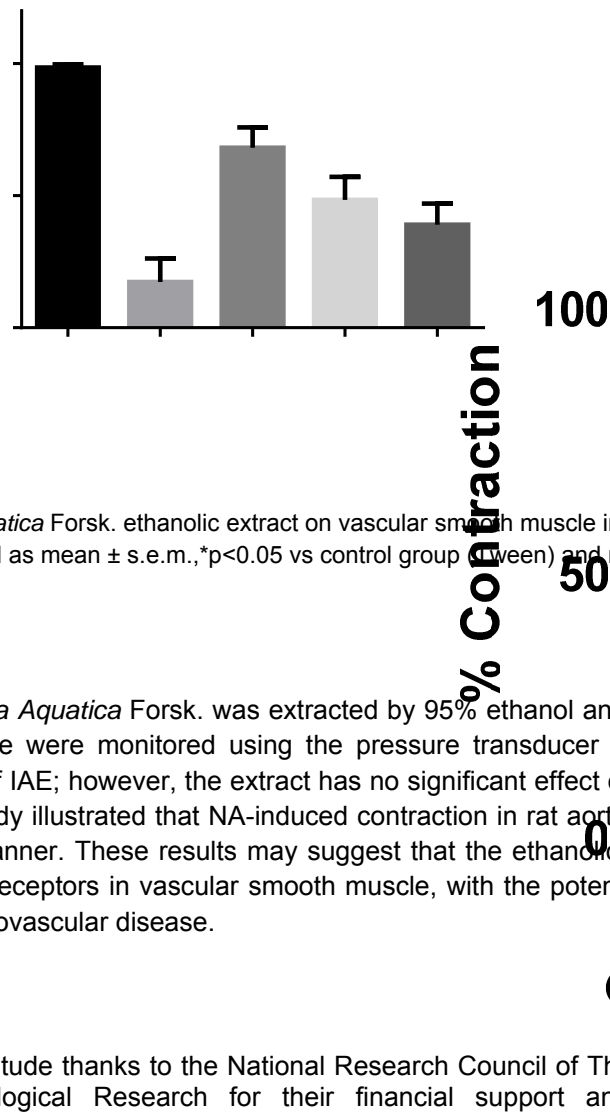 100
% Contraction
atica Forsk. ethanolic extract on vascular smooth muscle in
as mean ± s.e.m.,*p<0.05 vs control group (Tween) and
50
a Aquatica Forsk. was extracted by 95% ethanol an
e were monitored using the pressure transducer
f IAE; however, the extract has no significant effect
dy illustrated that NA-induced contraction in rat aort
anner. These results may suggest that the ethanolic
eceptors in vascular smooth muscle, with the poten
ovascular disease.
0
itude thanks to the National Research Council of Th
logical Research for their financial support an